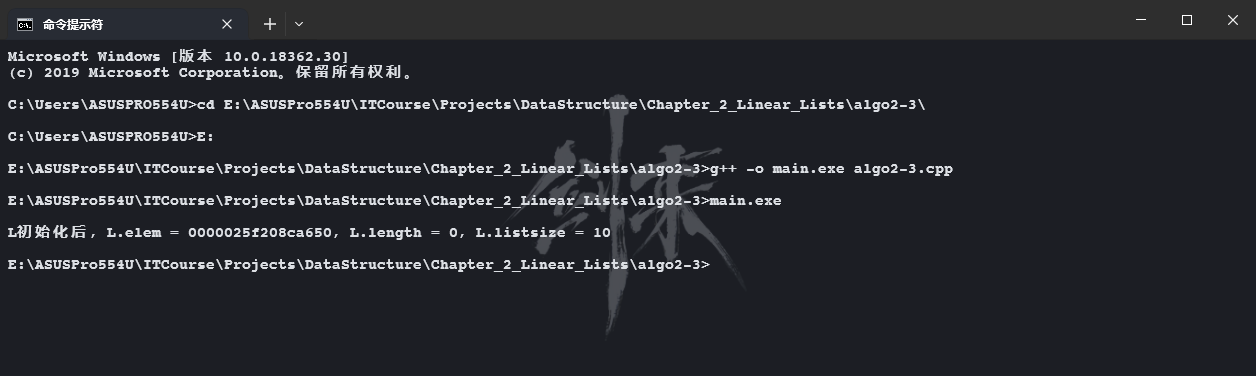 命令提示符
Microsoft Windows [版本 10.0.18362.30]
(c) 2019 Microsoft Corporation。保留所有权利。
C:\Users\ASUSPRO554U>cd E:\ASUSPro554U\ITCourse\Projects\DataStructure\Chapter_2_Linear_Lists\algo2-3\
C:\Users\ASUSPRO554U>E:
E:\ASUSPro554U\ITCourse\Projects\DataStructure\Chapter_2_Linear_Lists\algo2-3>g++ -o main.exe algo2-3.cpp
E:\ASUSPro554U\ITCourse\Projects\DataStructure\Chapter_2_Linear_Lists\algo2-3>main.exe
L初始化后, L.elem = 0000025f208ca650, L.length = 0, L.listsize = 10
E:\ASUSPro554U\ITCourse\Projects\DataStructure\Chapter_2_Linear_Lists\algo2-3>